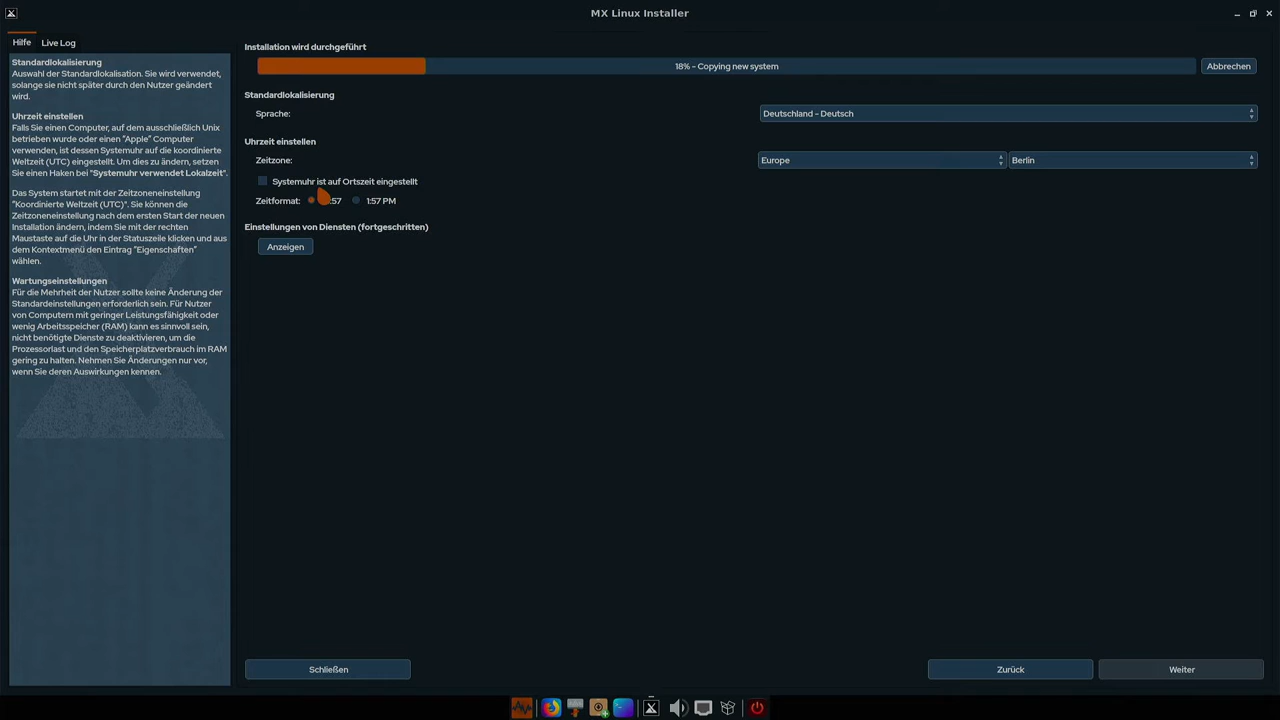 MX Linux Installer
Hilfe
Live Log
Standardlokalisierung
Auswahl der Standardlokalisation. Sie wird verwendet,
solange sie nicht später durch den Nutzer geändert
wird.
Uhrzeit einstellen
Falls Sie einen Computer, auf dem ausschließlich Unix
betrieben wurde oder einen "Apple" Computer
verwenden, ist dessen Systemuhr auf die koordinierte
Weltzeit (UTC) eingestellt. Um dies zu ändern, setzen
Sie einen Haken bei "Systemuhr verwendet Lokalzeit".
Das System startet mit der Zeitzoneneinstellung
"Koordinierte Weltzeit (UTC)". Sie können die
Zeitzoneneinstellung nach dem ersten Start der neuen
Installation ändern, indem Sie mit der rechten
Maustaste auf die Uhr in der Statuszeile klicken und aus
dem Kontextmenü den Eintrag "Eigenschaften"
wählen.
Wartungseinstellungen
Für die Mehrheit der Nutzer sollte keine Änderung der
Standardeinstellungen erforderlich sein. Für Nutzer
von Computern mit geringer Leistungsfähigkeit oder
wenig Arbeitsspeicher (RAM) kann es sinnvoll sein,
nicht benötigte Dienste zu deaktivieren, um die
Prozessorlast und den Speicherplatzverbrauch im RAM
gering zu halten. Nehmen Sie Änderungen nur vor,
wenn Sie deren Auswirkungen kennen.
Installation wird durchgeführt
18% - Copying new system
Abbrechen
Standardlokalisierung
Sprache:
Deutschland - Deutsch
Uhrzeit einstellen
Zeitzone:
Europe
Berlin
Systemuhr ist auf Ortszeit eingestellt
Zeitformat: :57 1:57 PM
Einstellungen von Diensten (fortgeschritten)
Anzeigen
Schließen
Zurück
Weiter